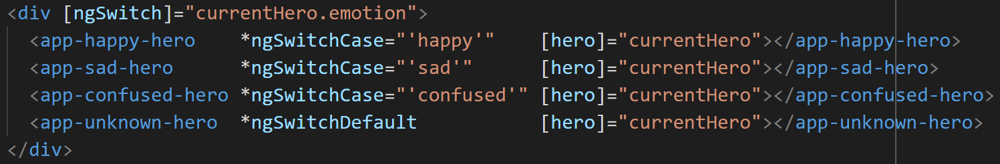 <div [ngSwitch]="currentHero.emotion">
  <app-happy-hero    *ngSwitchCase="'happy'"    [hero]="currentHero"></app-happy-hero>
  <app-sad-hero      *ngSwitchCase="'sad'"      [hero]="currentHero"></app-sad-hero>
  <app-confused-hero *ngSwitchCase="'confused'" [hero]="currentHero"></app-confused-hero>
  <app-unknown-hero  *ngSwitchDefault           [hero]="currentHero"></app-unknown-hero>
</div>